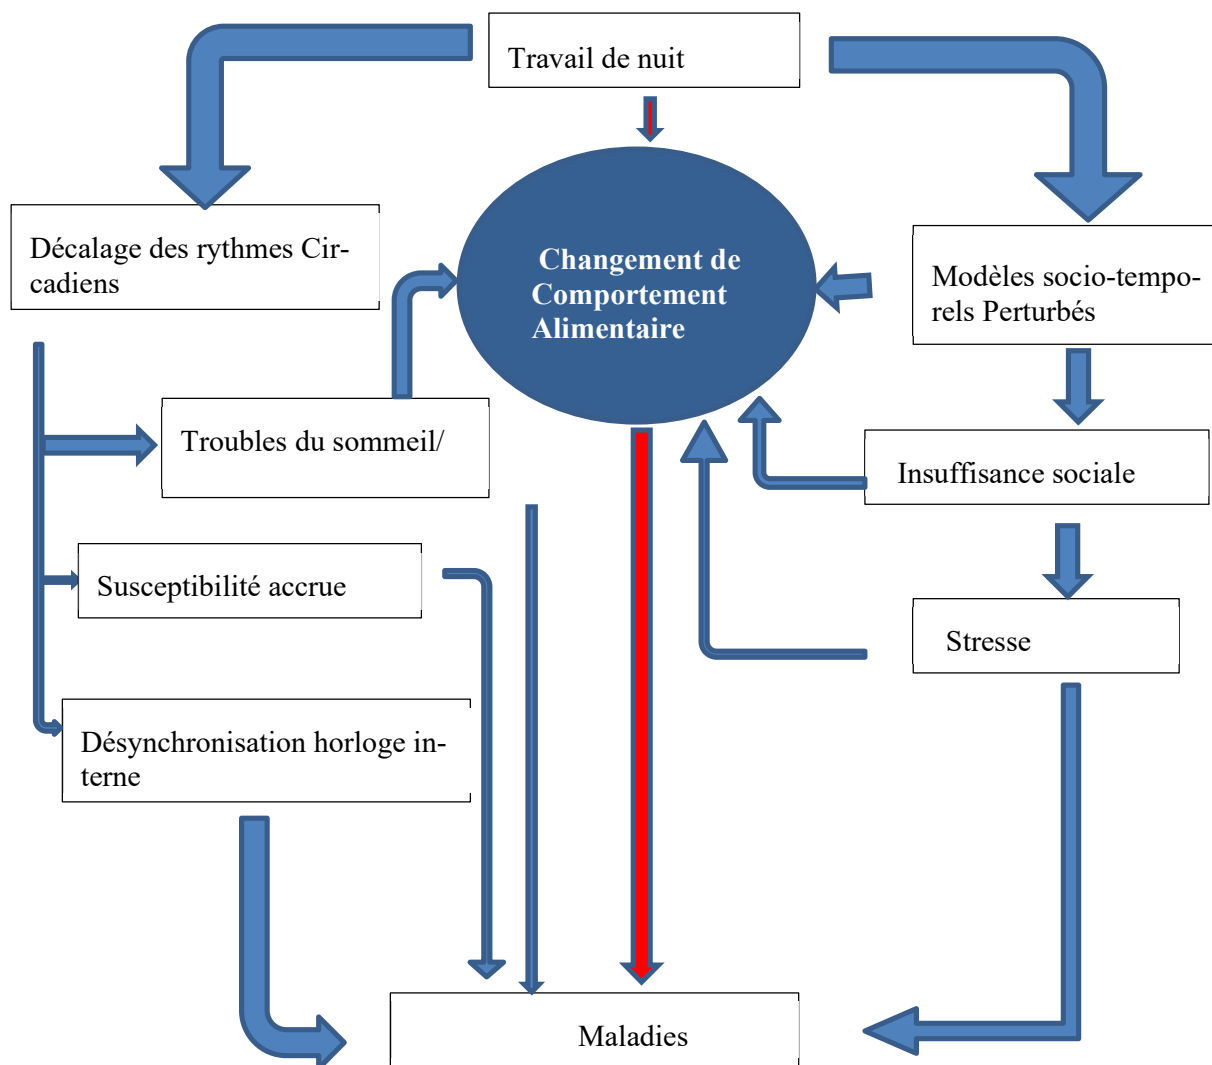 Travail de nuit
Décalage des rythmes Cir-
cadiens
Changement de
Comportement
Alimentaire
Modèles socio-tempo-
rels Perturbés
Troubles du sommeil/
Insuffisance sociale
Susceptibilité accrue
Stresse
Désynchronisation horloge in-
terne
Maladies